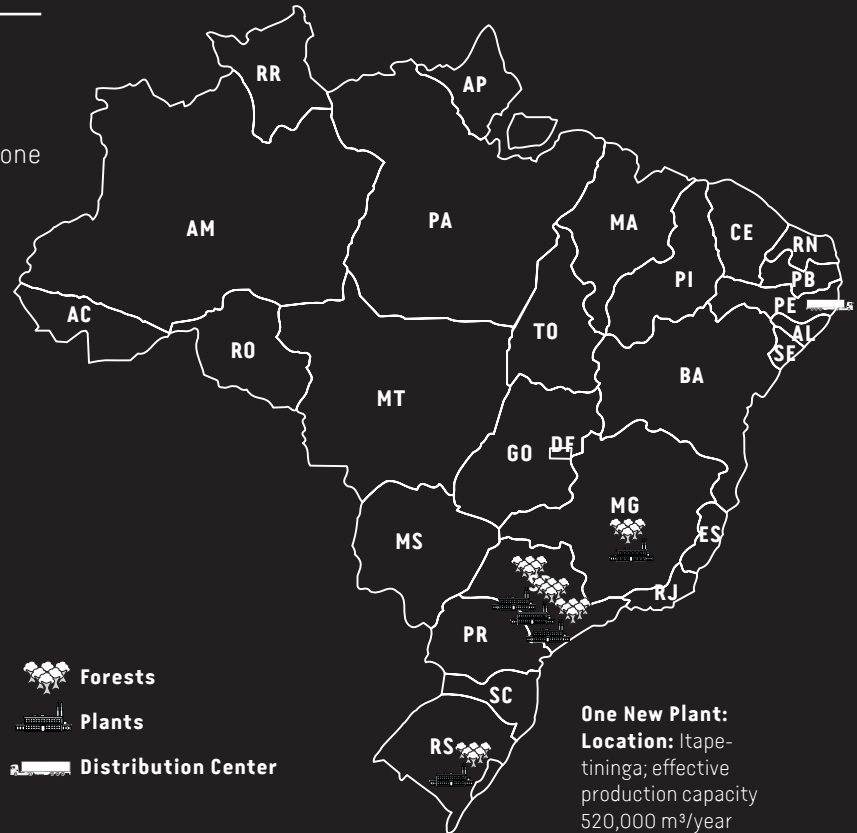 one
RR
AP
AM
PA
MA
CE
RN
PB
PI
PE
AC
AL
TO
SE
RO
BA
MT
GO
DF
MG
MS
ES
RJ
PR
SC
RS
Forests
Plants
Distribution Center
One New Plant:
Location: Itape-
tininga; effective
production capacity
520,000 m³/year